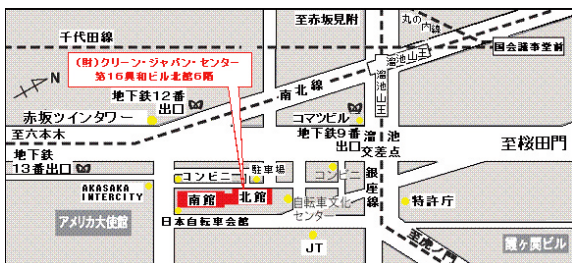 至赤坂見附
丸の内線
千代田線
国会議事堂前
溜池山王
(財)クリーン・ジャパン・センター
第16興和ビル北館6階
N
南北線
地下鉄12番
出口
赤坂ツインタワー
コマツビル
溜池山王
至六本木
地下鉄9番
出口
溜池
交差点
至桜田門
地下鉄
13番出口
コンビニ
駐車場
コンビニ
銀座線
AKASAKA
INTERCITY
南館
北館
自転車文化
センター
特許庁
アメリカ大使館
日本自転車会館
JT
至虎ノ門
霞ヶ関ビル